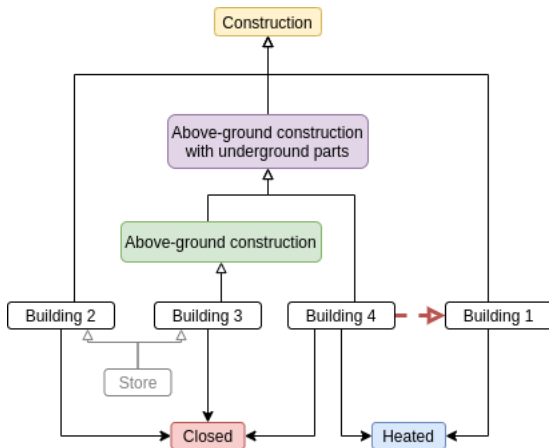 Construction
Above-ground construction
with underground parts
Above-ground construction
Building 2
Building 3
Building 4
Building 1
Store
Closed
Heated